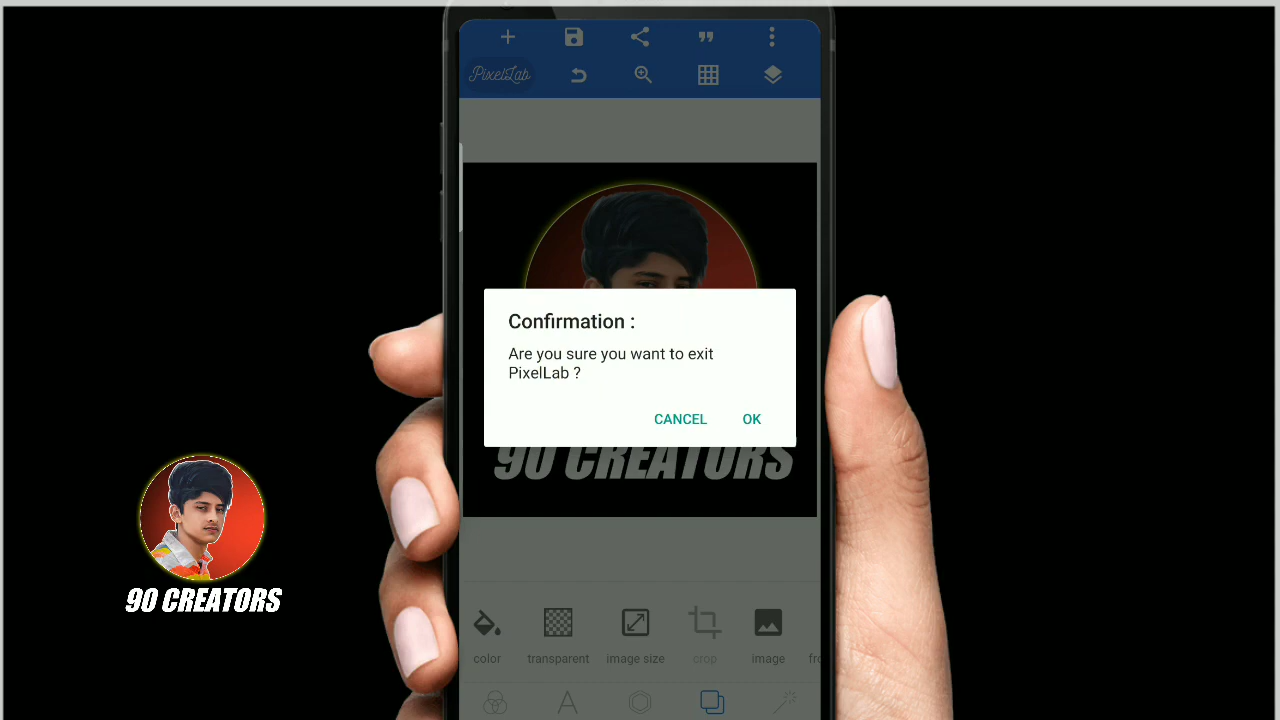 PixelLab
Confirmation :
Are you sure you want to exit
PixelLab ?
CANCEL OK
90 CREATORS
90 CREATORS
color transparent image size crop image fro